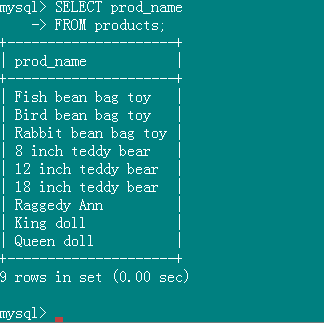 mysql> SELECT prod_name
    -> FROM products;
+---------------------+
| prod_name           |
+---------------------+
| Fish bean bag toy   |
| Bird bean bag toy   |
| Rabbit bean bag toy |
| 8 inch teddy bear   |
| 12 inch teddy bear  |
| 18 inch teddy bear  |
| Raggedy Ann         |
| King doll           |
| Queen doll          |
+---------------------+
9 rows in set (0.00 sec)
mysql> _